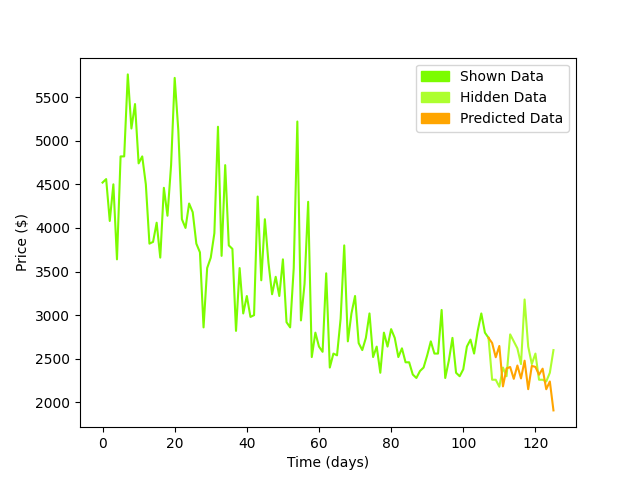 Shown Data
Hidden Data
Predicted Data
Price ($)
5500
5000
4500
4000
3500
3000
2500
2000
0 20 40 60 80 100 120
Time (days)